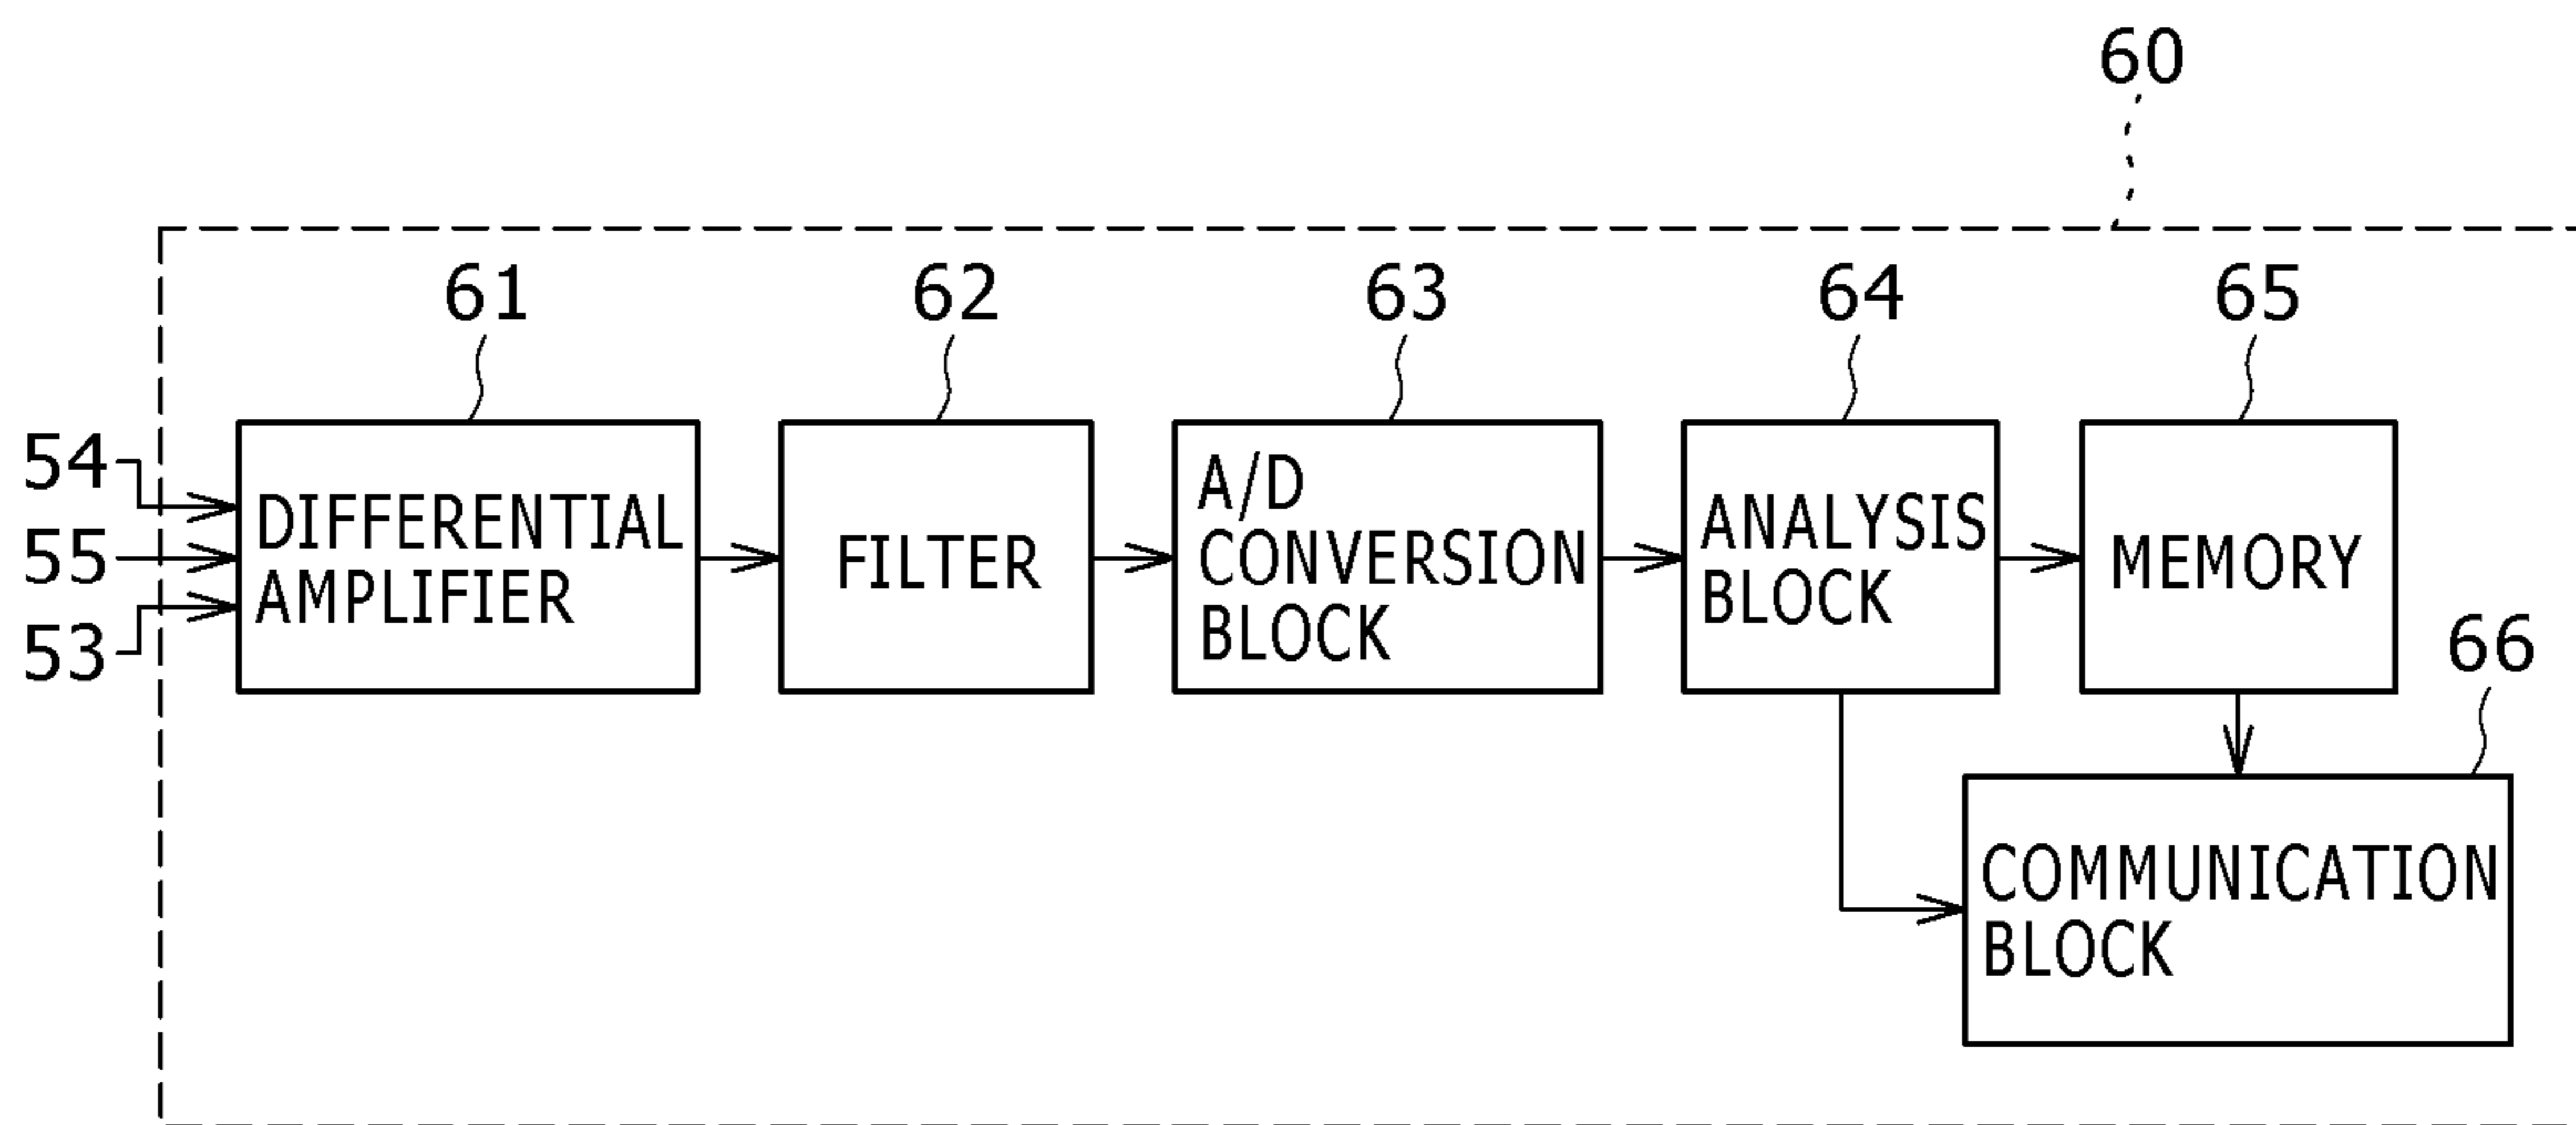 60
61
62
63
64
65
54
55
53
DIFFERENTIAL
AMPLIFIER
FILTER
A/D
CONVERSION
BLOCK
ANALYSIS
BLOCK
MEMORY
66
COMMUNICATION
BLOCK